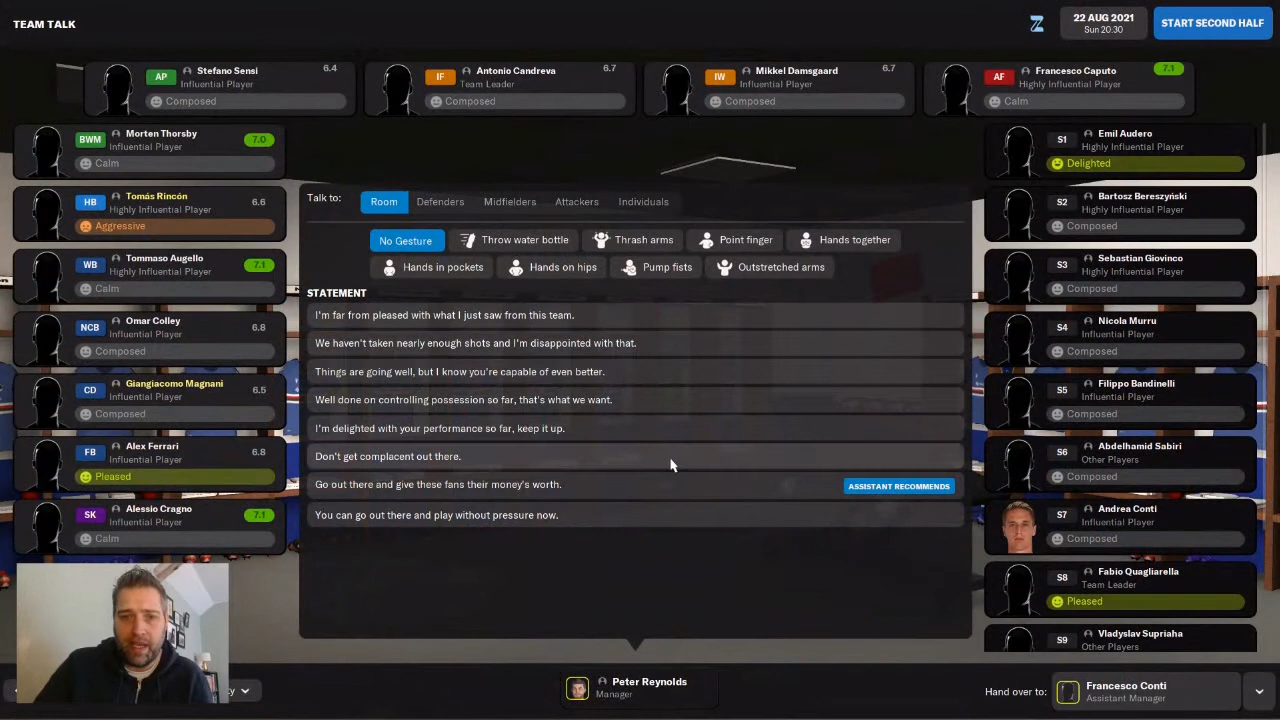 TEAM TALK
22 AUG 2021
Sun 20.30
START SECOND HALF
AP Stefano Sensi 6.4
Influential Player
Composed
IF Antonio Candreva 6.7
Team Leader
Composed
IW Mikkel Damsgaard 6.7
Influential Player
Composed
AF Francesco Caputo 7.1
Highly Influential Player
Calm
BWM Morten Thorsby 7.0
Influential Player
Calm
HB Tomás Rincón 6.6
Highly Influential Player
Aggressive
WB Tommaso Augello 7.1
Highly Influential Player
Calm
NCB Omar Colley 6.8
Influential Player
Composed
CD Giangiacomo Magnani 6.5
Influential Player
Composed
FB Alex Ferrari 6.8
Influential Player
Pleased
SK Alessio Cragno 7.1
Influential Player
Calm
Talk to: Room Defenders Midfielders Attackers Individuals
No Gesture Throw water bottle Thrash arms Point finger Hands together
Hands in pockets Hands on hips Pump fists Outstretched arms
STATEMENT
I'm far from pleased with what I just saw from this team.
We haven't taken nearly enough shots and I'm disappointed with that.
Things are going well, but I know you're capable of even better.
Well done on controlling possession so far, that's what we want.
I'm delighted with your performance so far, keep it up.
Don't get complacent out there.
Go out there and give these fans their money's worth. ASSISTANT RECOMMENDS
You can go out there and play without pressure now.
S1 Emil Audero
Highly Influential Player
Delighted
S2 Bartosz Bereszyński
Highly Influential Player
Composed
S3 Sebastian Giovinco
Highly Influential Player
Composed
S4 Nicola Murru
Influential Player
Composed
S5 Filippo Bandinelli
Influential Player
Composed
S6 Abdelhamid Sabiri
Other Players
Composed
S7 Andrea Conti
Influential Player
Composed
S8 Fabio Quagliarella
Team Leader
Pleased
S9 Vladyslav Supriaha
Other Players
Peter Reynolds
Manager
Hand over to: Francesco Conti
Assistant Manager